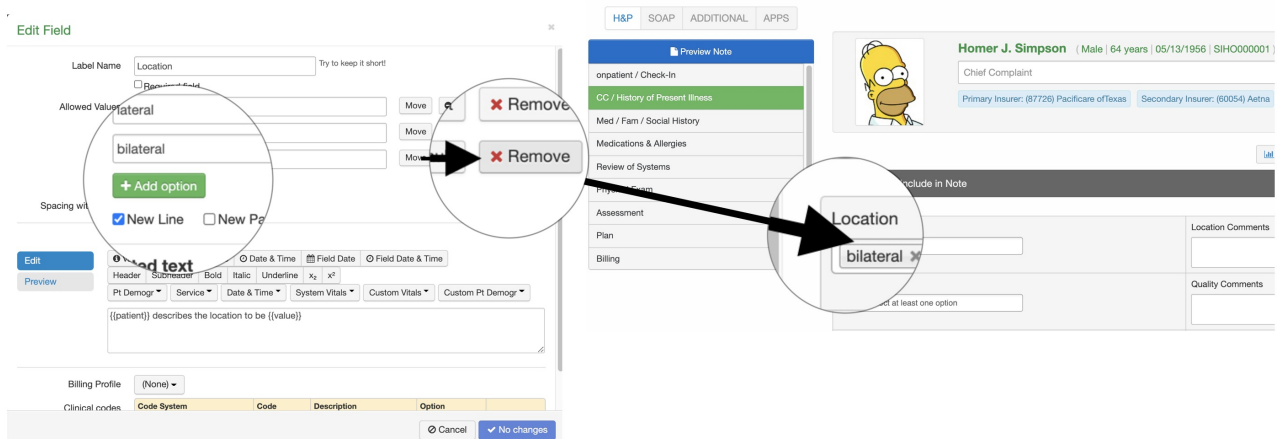 Edit Field
×
Label Name
Location
Try to keep it short!
Required field
Allowed Values
lateral
Move
Remove
Move
bilateral
Remove
Add option
Spacing
New Line
New
text
Edit
Preview
Date & Time
Field Date
Field Date & Time
Header
Subheader
Bold
Italic
Underline
x₂
x²
Pt Demogr
Service
Date & Time
System Vitals
Custom Vitals
Custom Pt Demogr
{{patient}} describes the location to be {{value}}
Billing Profile
(None)
Clinical codes
Code System
Code
Description
Option
Cancel
No changes
H&P
SOAP
ADDITIONAL
APPS
Preview Note
onpatient / Check-In
CC / History of Present Illness
Med / Fam / Social History
Medications & Allergies
Review of Systems
Physical Exam
Assessment
Plan
Billing
Homer J. Simpson ( Male | 64 years | 05/13/1956 | SIHO000001 )
Chief Complaint
Primary Insurer: (87726) Pacificare ofTexas
Secondary Insurer: (60054) Aetna
Include in Note
Location
bilateral ×
at least one option
Location Comments
Quality Comments